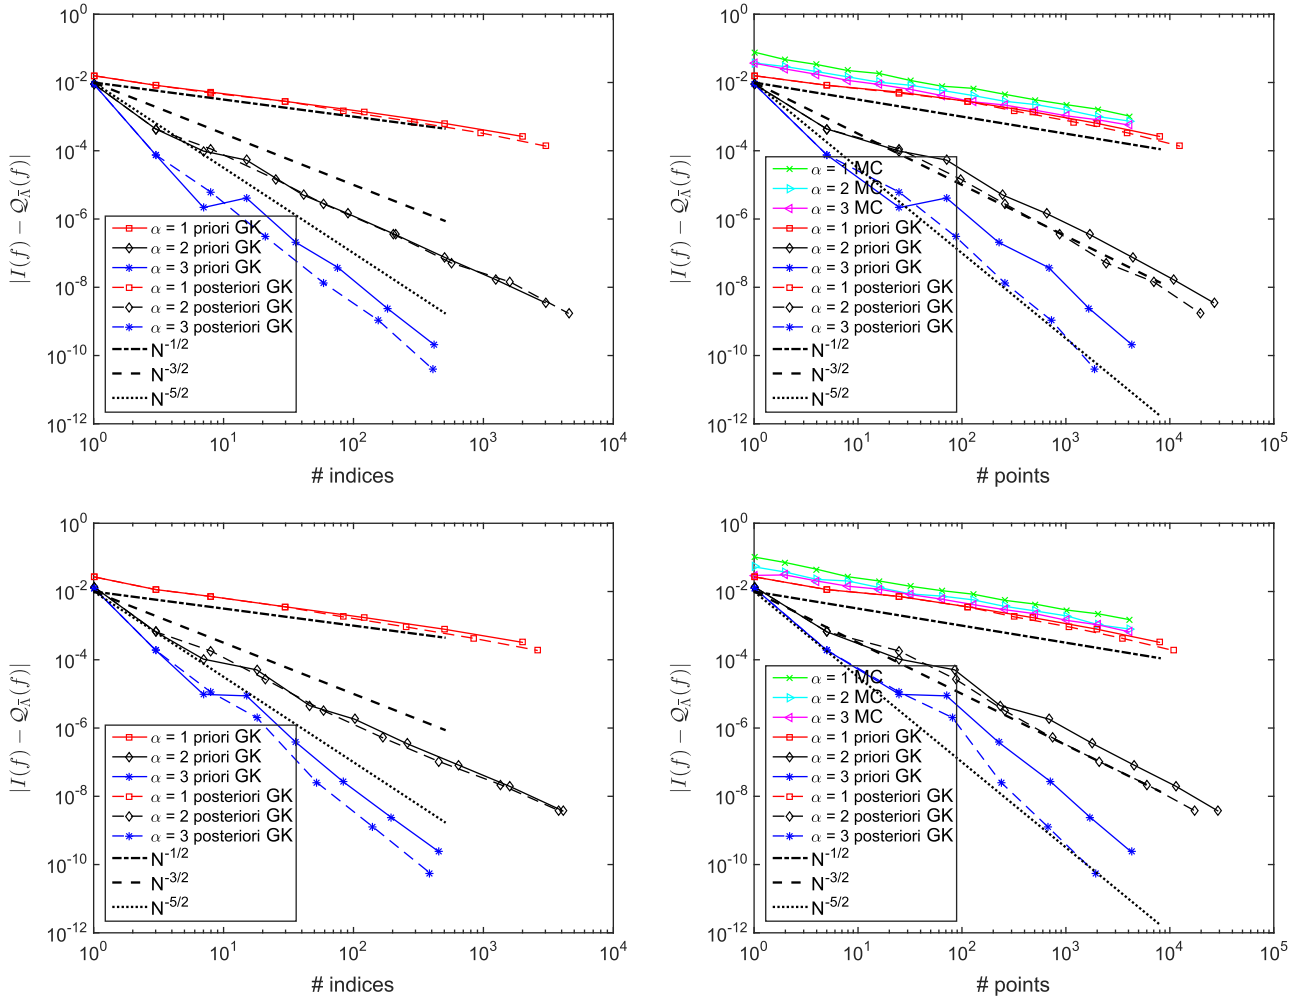 10^0
10^-2
10^-4
10^-6
10^-8
10^-10
10^-12
|I(f) − Q_Λ̄(f)|
α = 1 priori GK
α = 2 priori GK
α = 3 priori GK
α = 1 posteriori GK
α = 2 posteriori GK
α = 3 posteriori GK
N^-1/2
N^-3/2
N^-5/2
10^0 10^1 10^2 10^3 10^4
# indices
10^0
10^-2
10^-4
10^-6
10^-8
10^-10
10^-12
|I(f) − Q_Λ̄(f)|
α = 1 MC
α = 2 MC
α = 3 MC
α = 1 priori GK
α = 2 priori GK
α = 3 priori GK
α = 1 posteriori GK
α = 2 posteriori GK
α = 3 posteriori GK
N^-1/2
N^-3/2
N^-5/2
10^0 10^1 10^2 10^3 10^4 10^5
# points
10^0
10^-2
10^-4
10^-6
10^-8
10^-10
10^-12
|I(f) − Q_Λ̄(f)|
α = 1 priori GK
α = 2 priori GK
α = 3 priori GK
α = 1 posteriori GK
α = 2 posteriori GK
α = 3 posteriori GK
N^-1/2
N^-3/2
N^-5/2
10^0 10^1 10^2 10^3 10^4
# indices
10^0
10^-2
10^-4
10^-6
10^-8
10^-10
10^-12
|I(f) − Q_Λ̄(f)|
α = 1 MC
α = 2 MC
α = 3 MC
α = 1 priori GK
α = 2 priori GK
α = 3 priori GK
α = 1 posteriori GK
α = 2 posteriori GK
α = 3 posteriori GK
N^-1/2
N^-3/2
N^-5/2
10^0 10^1 10^2 10^3 10^4 10^5
# points